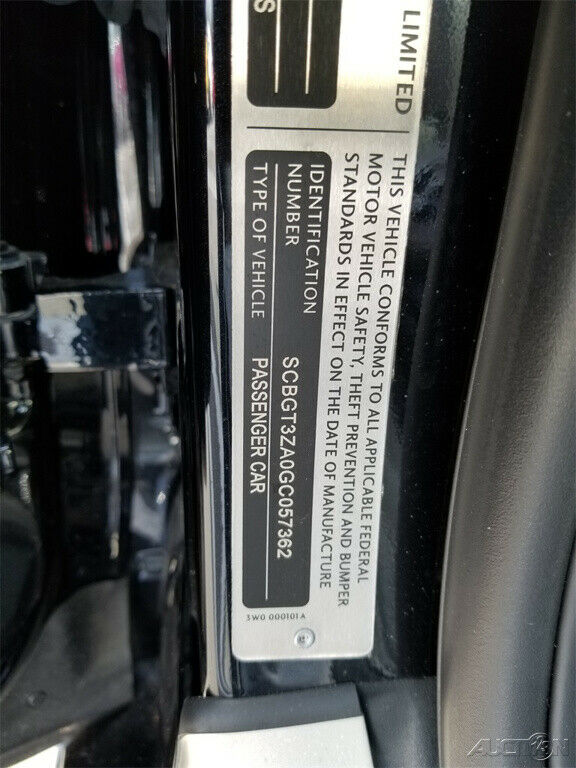 LIMITED
S
THIS VEHICLE CONFORMS TO ALL APPLICABLE FEDERAL
MOTOR VEHICLE SAFETY, THEFT PREVENTION AND BUMPER
STANDARDS IN EFFECT ON THE DATE OF MANUFACTURE
IDENTIFICATION
NUMBER SCBGT3ZA0GC057362
TYPE OF VEHICLE PASSENGER CAR
3W0 000101 A
AUCTION